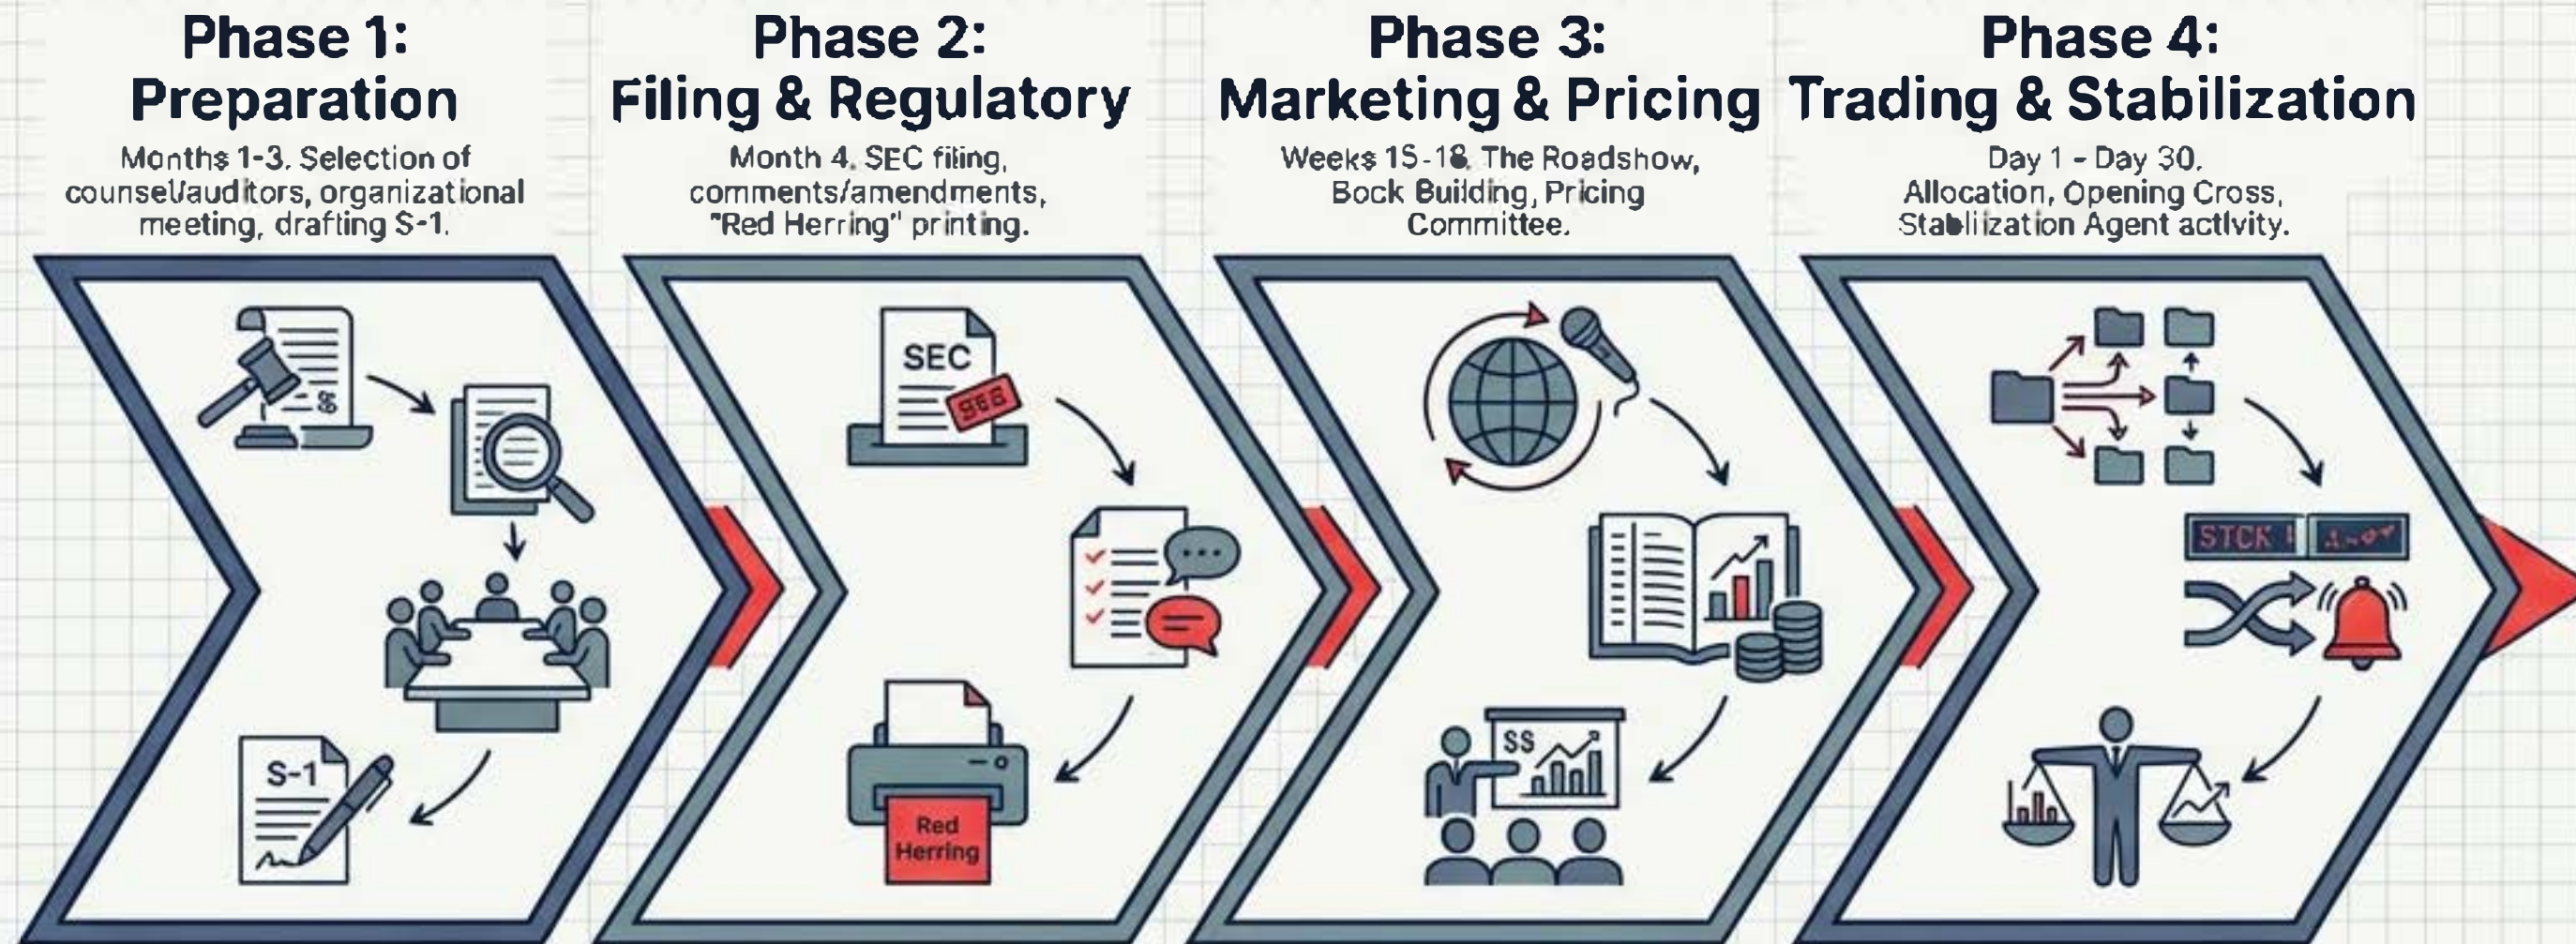 Phase 1:
Preparation
Months 1-3. Selection of
counsel/auditors, organizational
meeting, drafting S-1.
Phase 2:
Filing & Regulatory
Month 4. SEC filing,
comments/amendments,
"Red Herring" printing.
Phase 3:
Marketing & Pricing
Weeks 15-18. The Roadshow,
Bock Building, Pricing
Committee.
Phase 4:
Trading & Stabilization
Day 1 - Day 30.
Allocation, Opening Cross,
Stabliization Agent activity.
S-1
SEC
Red
Herring
$$
STCK